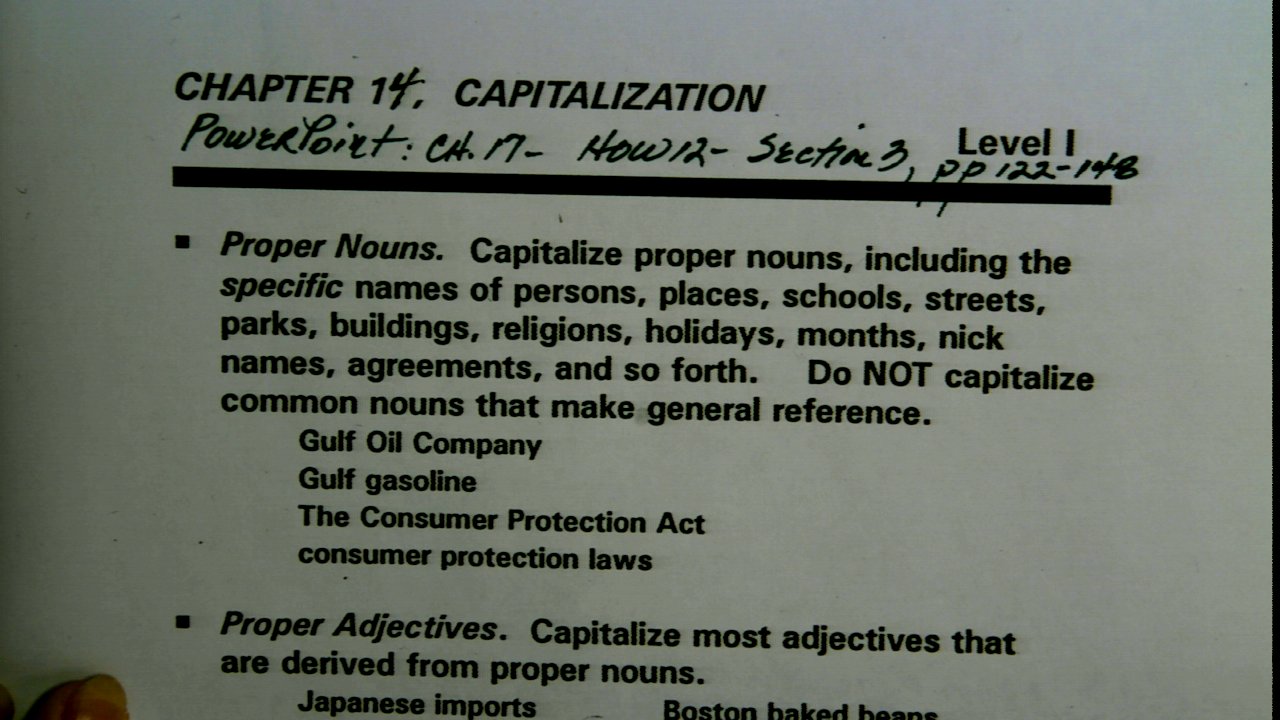 CHAPTER 14. CAPITALIZATION
PowerPoint: CH. 17- HOW12- Section 3, pp 122-148
Level I
▪ Proper Nouns. Capitalize proper nouns, including the
specific names of persons, places, schools, streets,
parks, buildings, religions, holidays, months, nick
names, agreements, and so forth. Do NOT capitalize
common nouns that make general reference.
Gulf Oil Company
Gulf gasoline
The Consumer Protection Act
consumer protection laws
▪ Proper Adjectives. Capitalize most adjectives that
are derived from proper nouns.
Japanese imports Boston baked beans